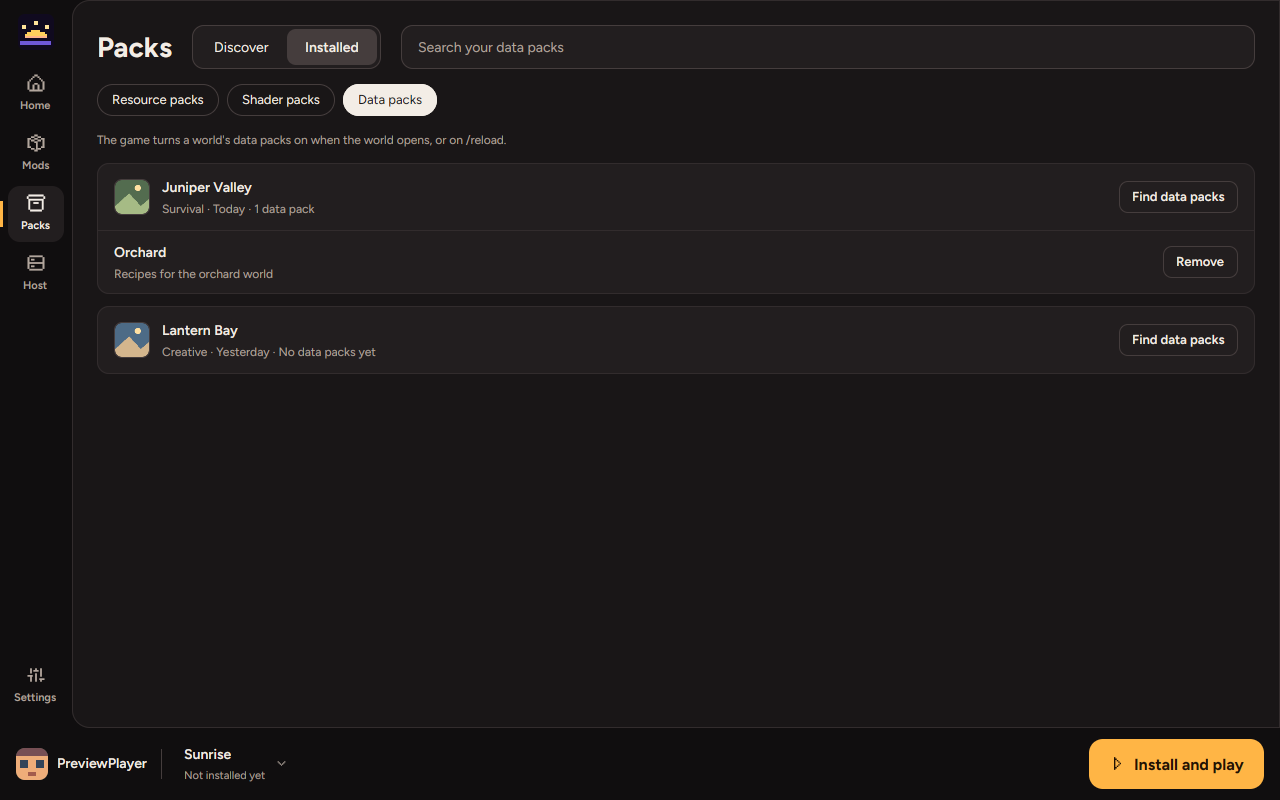 Packs
Discover
Installed
Search your data packs
Home
Mods
Packs
Host
Settings
Resource packs
Shader packs
Data packs
The game turns a world's data packs on when the world opens, or on /reload.
Juniper Valley
Survival · Today · 1 data pack
Find data packs
Orchard
Recipes for the orchard world
Remove
Lantern Bay
Creative · Yesterday · No data packs yet
Find data packs
PreviewPlayer
Sunrise
Not installed yet
Install and play